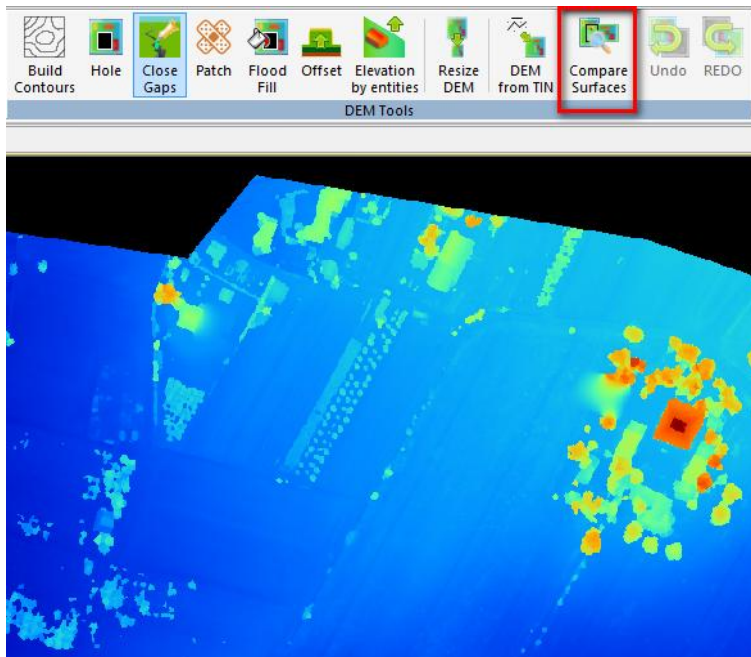 Build
Contours
Hole
Close
Gaps
Patch
Flood
Fill
Offset
Elevation
by entities
Resize
DEM
DEM
from TIN
Compare
Surfaces
Undo
REDO
DEM Tools